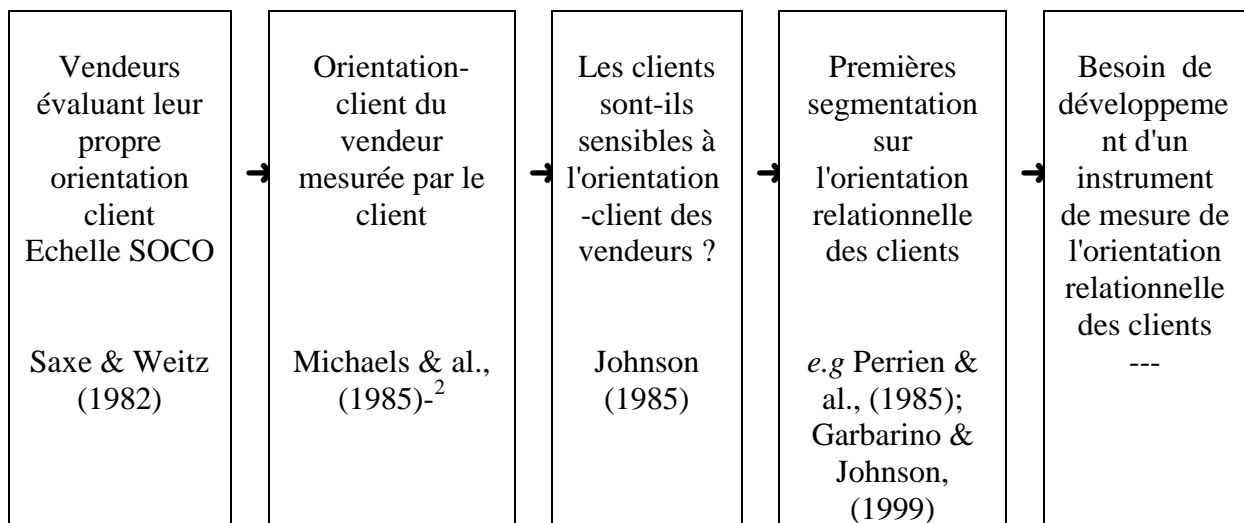 Vendeurs
évaluant leur
propre
orientation
client
Echelle SOCO
Saxe & Weitz
(1982)
Orientation-
client du
vendeur
mesurée par le
client
Michaels & al.,
(1985)-2
Les clients
sont-ils
sensibles à
l'orientation
-client des
vendeurs ?
Johnson
(1985)
Premières
segmentation
sur
l'orientation
relationnelle
des clients
e.g Perrien &
al., (1985);
Garbarino &
Johnson,
(1999)
Besoin de
développeme
nt d'un
instrument
de mesure de
l'orientation
relationnelle
des clients
---